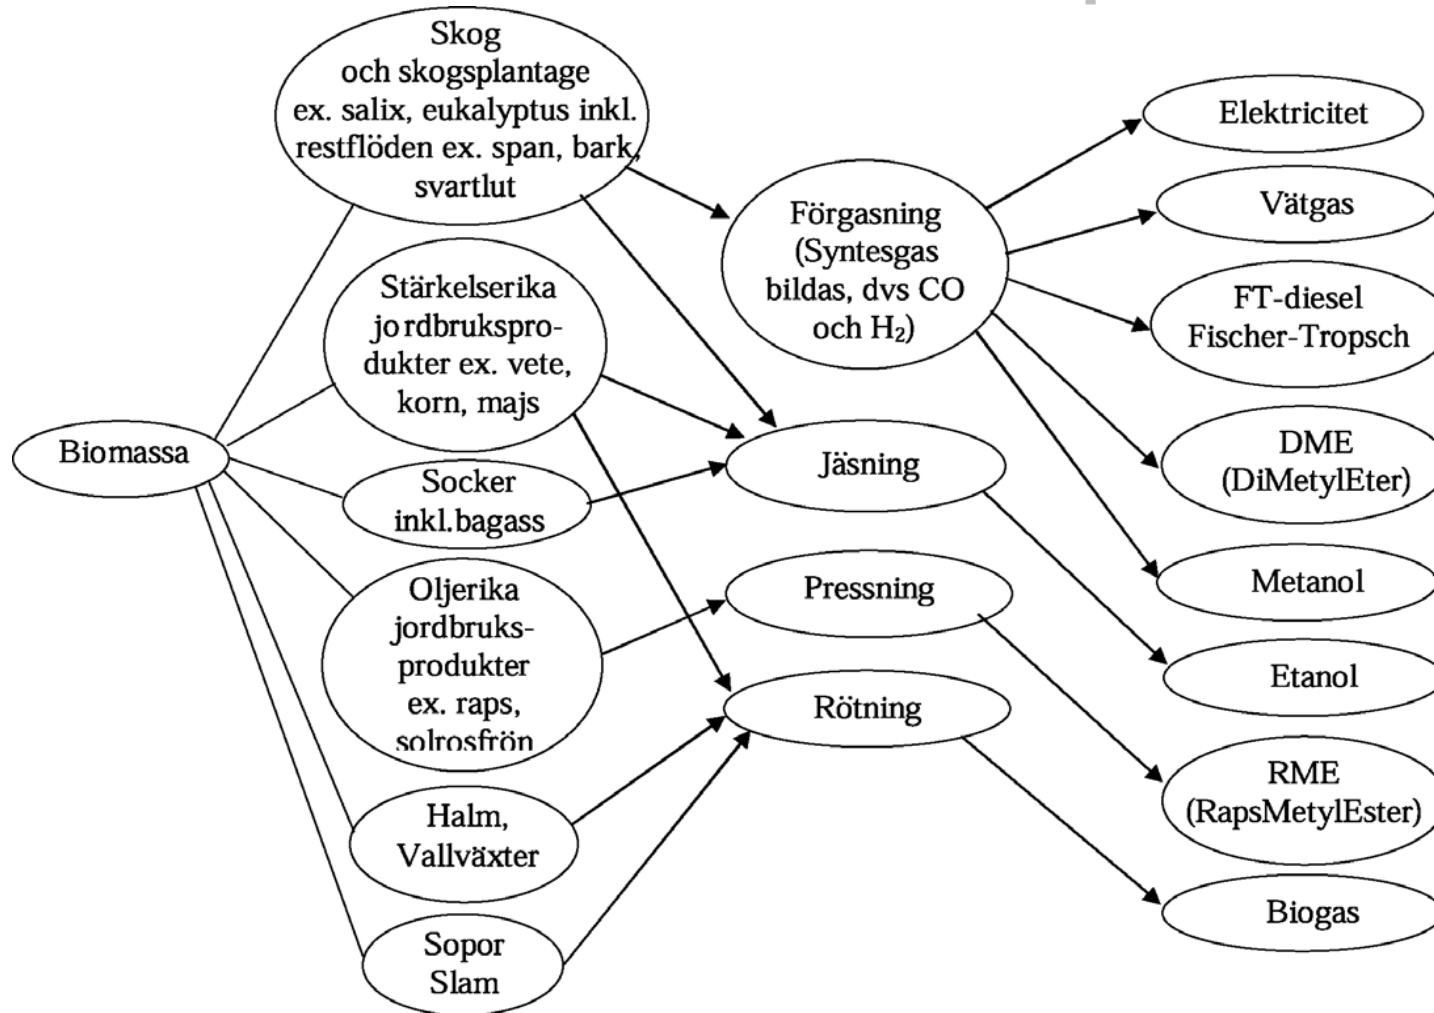 Biomassa
Skog
och skogsplantage
ex. salix, eukalyptus inkl.
restflöden ex. span, bark,
svartlut
Stärkelserika
jordbrukspro-
dukter ex. vete,
korn, majs
Socker
inkl.bagass
Oljerika
jordbruks-
produkter
ex. raps,
solrosfrön
Halm,
Vallväxter
Sopor
Slam
Förgasning
(Syntesgas
bildas, dvs CO
och H₂)
Jäsning
Pressning
Rötning
Elektricitet
Vätgas
FT-diesel
Fischer-Tropsch
DME
(DiMetylEter)
Metanol
Etanol
RME
(RapsMetylEster)
Biogas